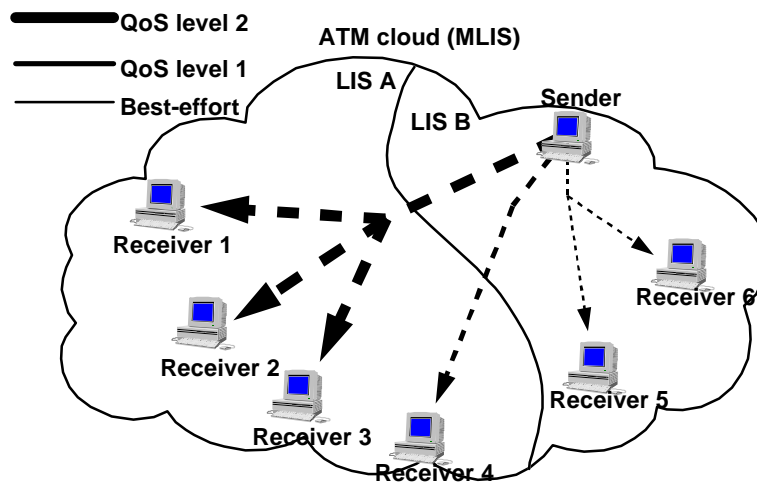 QoS level 2
ATM cloud (MLIS)
QoS level 1
LIS A
Best-effort
LIS B
Sender
Receiver 1
Receiver 6
Receiver 2
Receiver 5
Receiver 3
Receiver 4